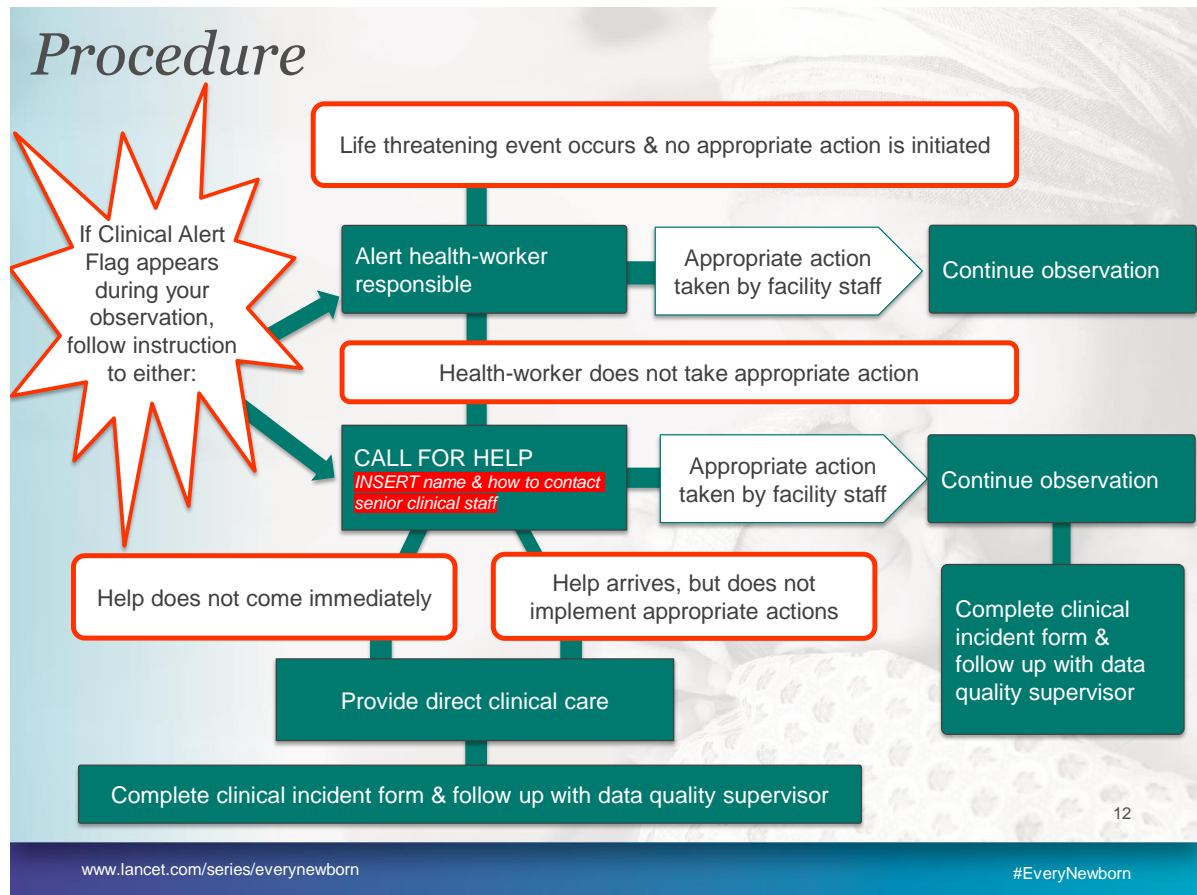 Procedure
Life threatening event occurs & no appropriate action is initiated
If Clinical Alert
Flag appears
during your
observation,
follow instruction
to either:
Alert health-worker
responsible
Appropriate action
taken by facility staff
Continue observation
Health-worker does not take appropriate action
CALL FOR HELP
INSERT name & how to contact
senior clinical staff
Appropriate action
taken by facility staff
Continue observation
Help does not come immediately
Help arrives, but does not
implement appropriate actions
Complete clinical
incident form &
follow up with data
quality supervisor
Provide direct clinical care
Complete clinical incident form & follow up with data quality supervisor
12
www.lancet.com/series/everynewborn
#EveryNewborn